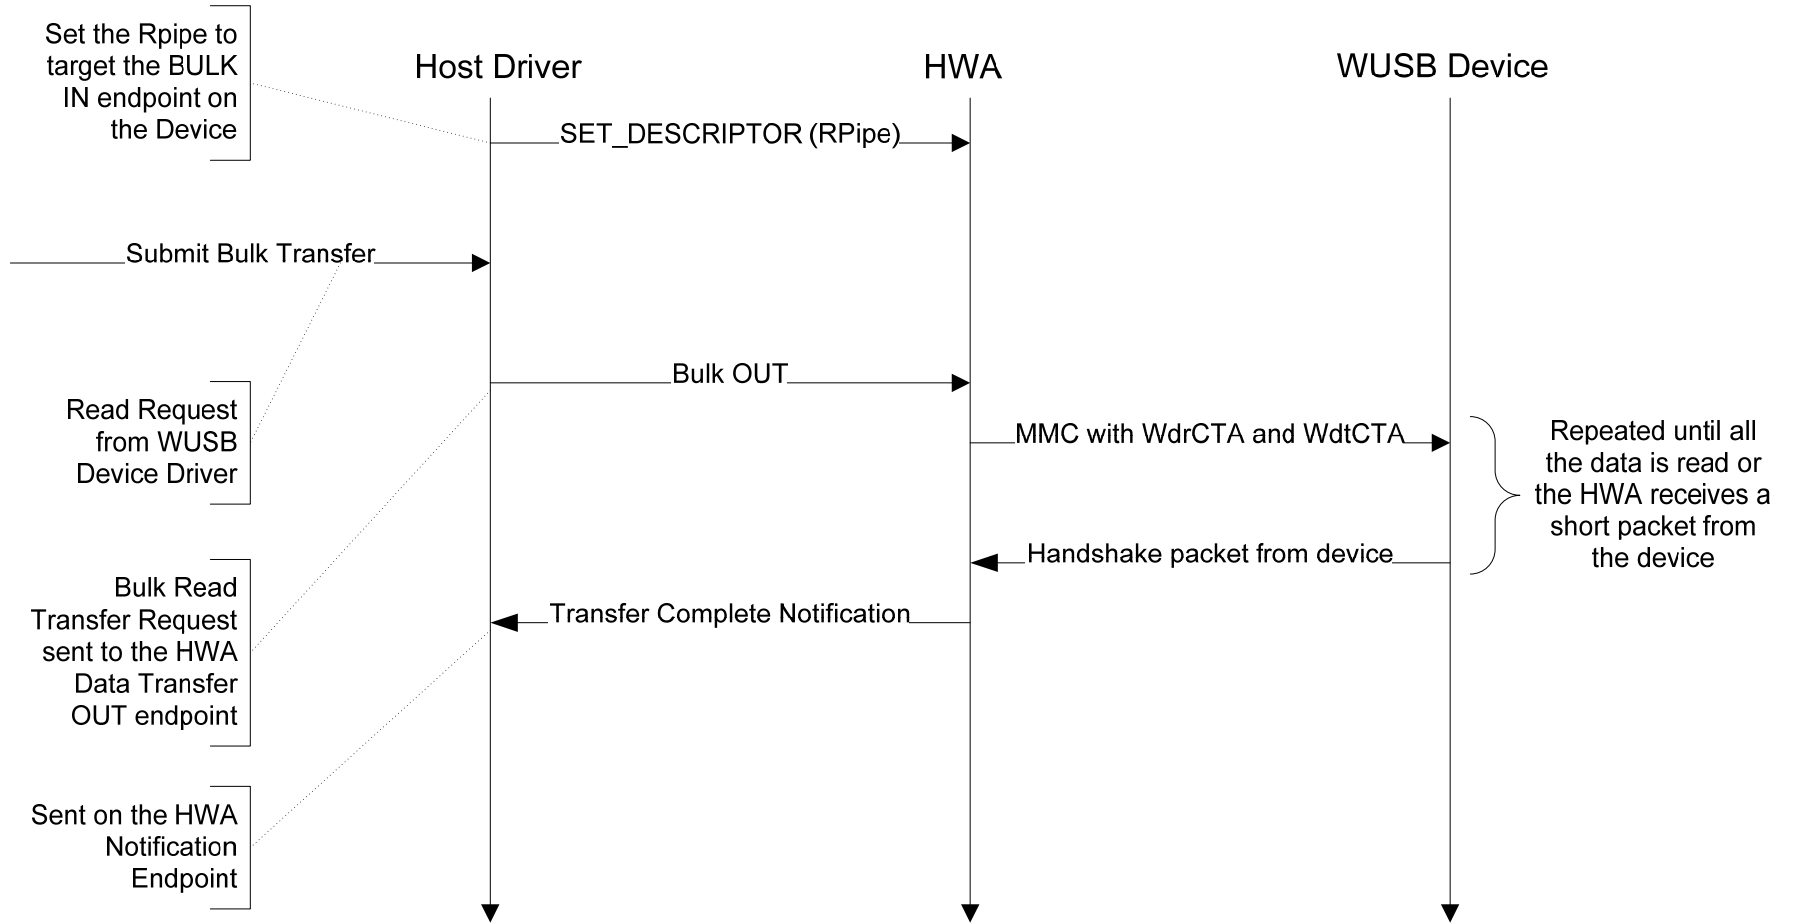 Set the Rpipe to
target the BULK
IN endpoint on
the Device
Host Driver
HWA
WUSB Device
SET_DESCRIPTOR (RPipe)
Submit Bulk Transfer
Bulk OUT
Read Request
from WUSB
Device Driver
MMC with WdrCTA and WdtCTA
Repeated until all
the data is read or
the HWA receives a
short packet from
the device
Handshake packet from device
Transfer Complete Notification
Bulk Read
Transfer Request
sent to the HWA
Data Transfer
OUT endpoint
Sent on the HWA
Notification
Endpoint